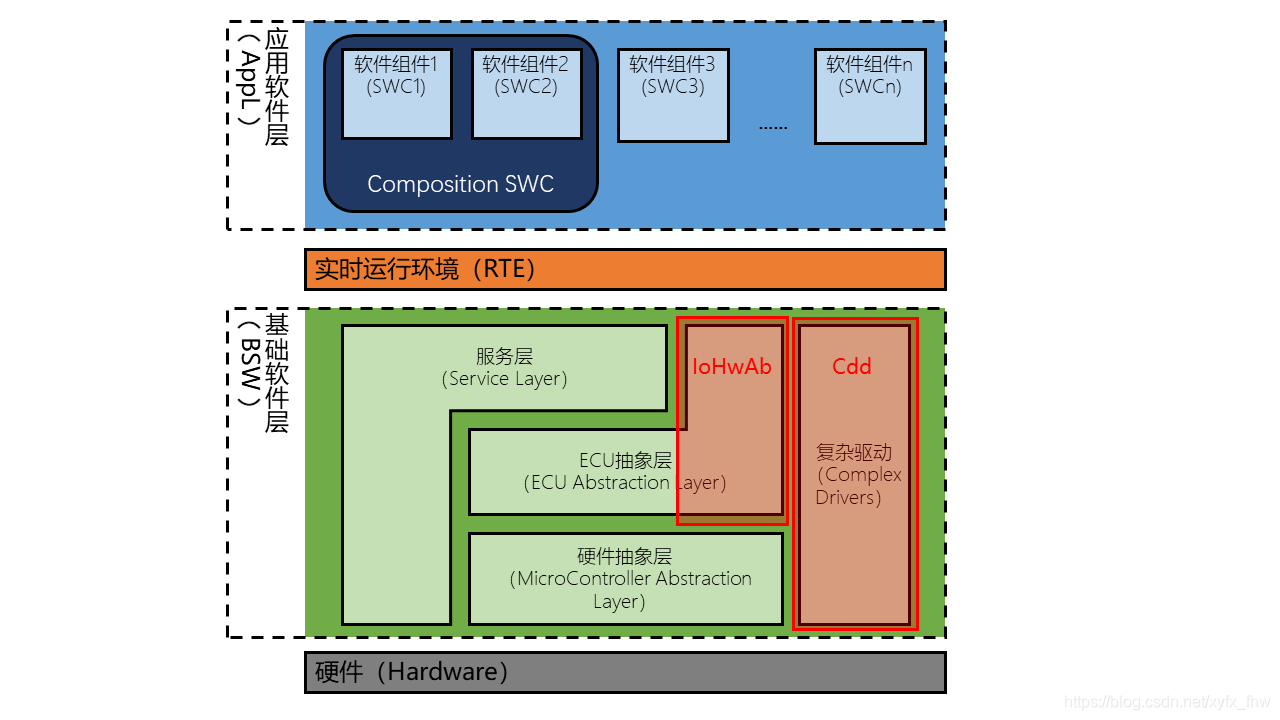 应用软件层
（AppL）
软件组件1
(SWC1)
软件组件2
(SWC2)
软件组件3
(SWC3)
......
软件组件n
(SWCn)
Composition SWC
实时运行环境（RTE）
基础软件层
（BSW）
服务层
（Service Layer）
IoHwAb
Cdd
ECU抽象层
（ECU Abstraction Layer）
复杂驱动
（Complex
Drivers）
硬件抽象层
（MicroController Abstraction
Layer）
硬件（Hardware）
https://blog.csdn.net/xyfx_fhw